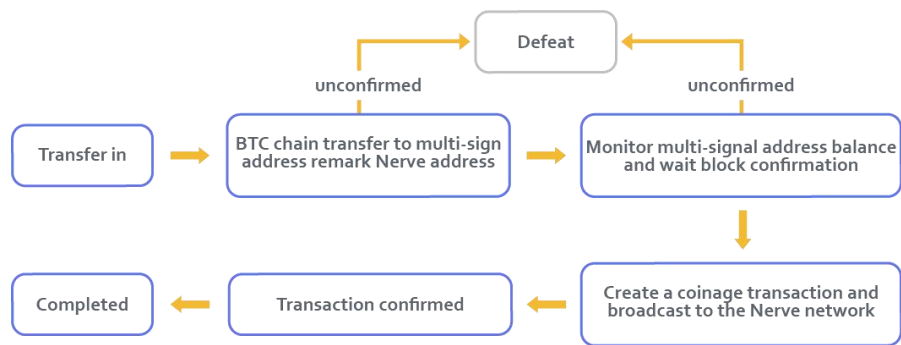 Defeat
unconfirmed
unconfirmed
Transfer in
BTC chain transfer to multi-sign
address remark Nerve address
Monitor multi-signal address balance
and wait block confirmation
Completed
Transaction confirmed
Create a coinage transaction and
broadcast to the Nerve network